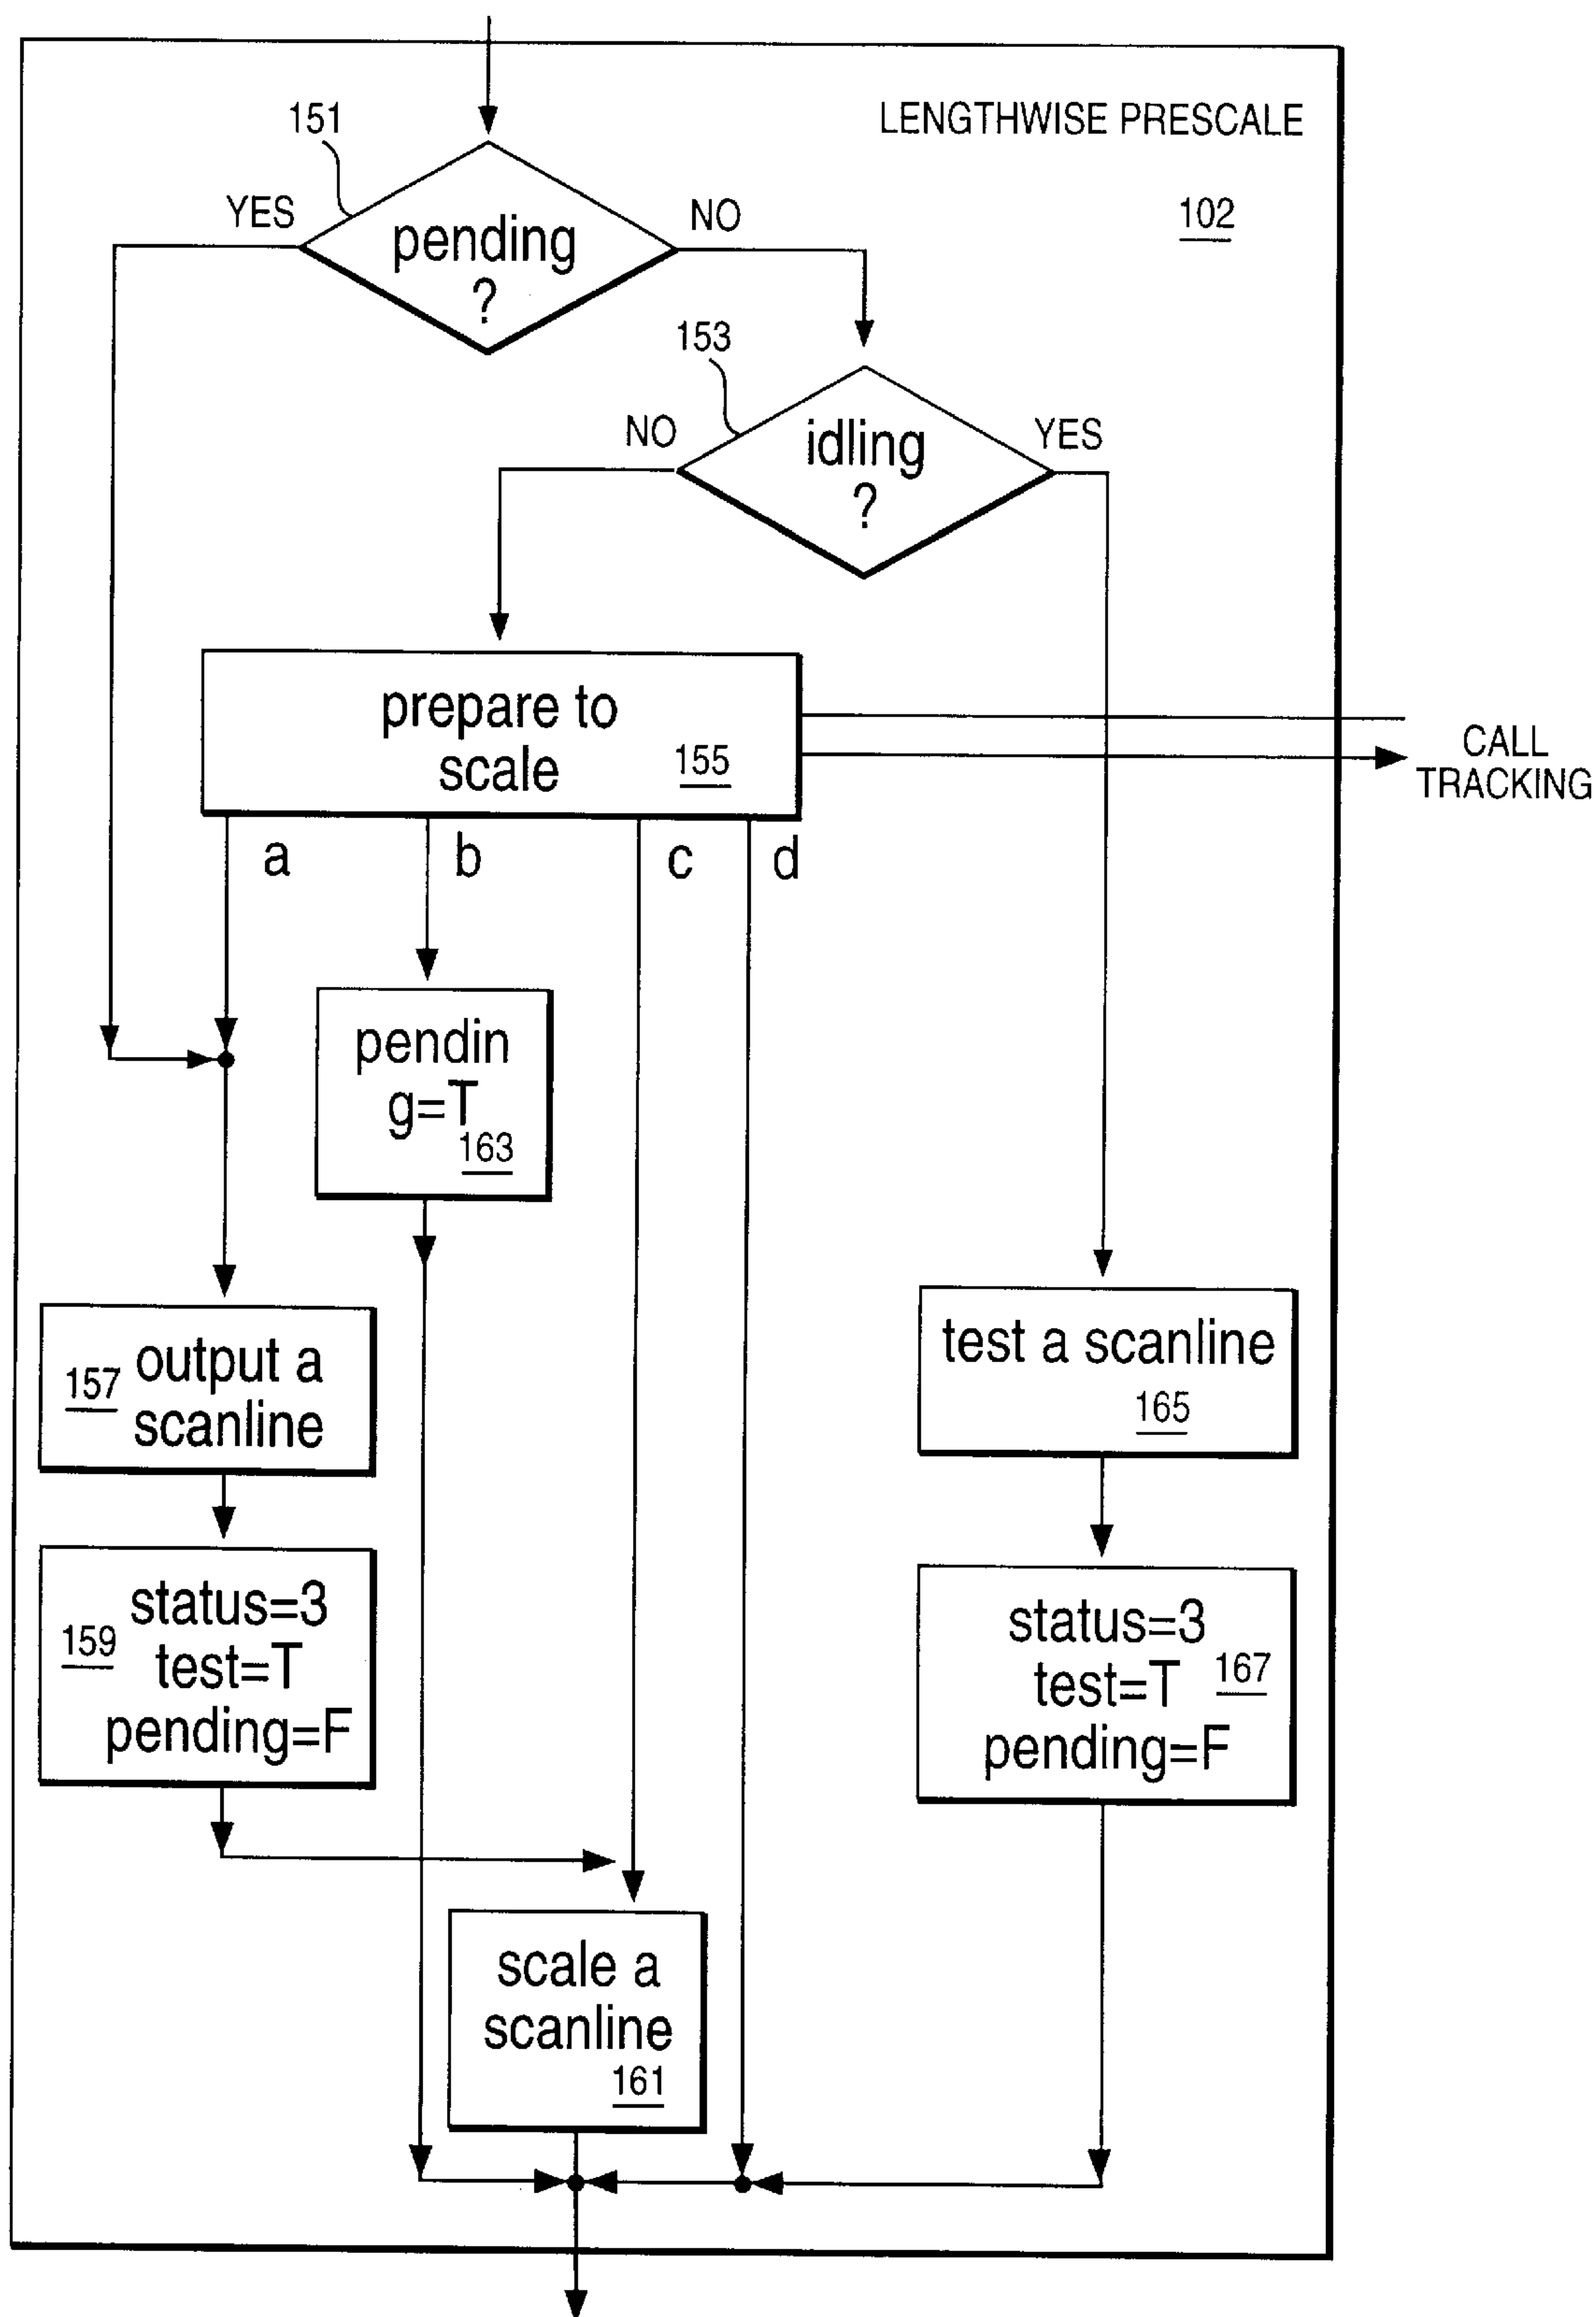 151
LENGTHWISE PRESCALE
YES
NO
102
pending
?
153
NO
YES
idling
?
prepare to
scale
155
CALL
TRACKING
a
b
c
d
pendin
g=T
163
output a
157
scanline
test a scanline
165
status=3
159
test=T
pending=F
status=3
test=T
167
pending=F
scale a
scanline
161